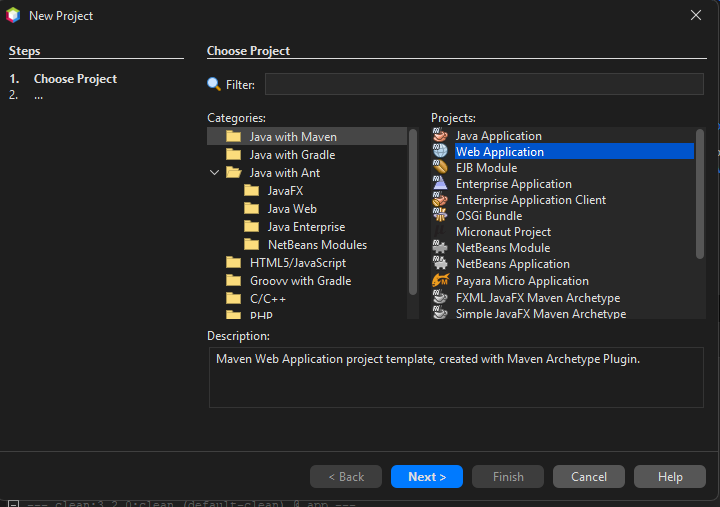 New Project
Steps
1. Choose Project
2. ...
Choose Project
Filter:
Categories:
Java with Maven
Java with Gradle
Java with Ant
JavaFX
Java Web
Java Enterprise
NetBeans Modules
HTML5/JavaScript
Groovy with Gradle
C/C++
PHP
Projects:
Java Application
Web Application
EJB Module
Enterprise Application
Enterprise Application Client
OSGi Bundle
Micronaut Project
NetBeans Module
NetBeans Application
Payara Micro Application
FXML JavaFX Maven Archetype
Simple JavaFX Maven Archetype
Description:
Maven Web Application project template, created with Maven Archetype Plugin.
< Back
Next >
Finish
Cancel
Help
--- clean:3.2.0:clean (default-clean) @ app ---